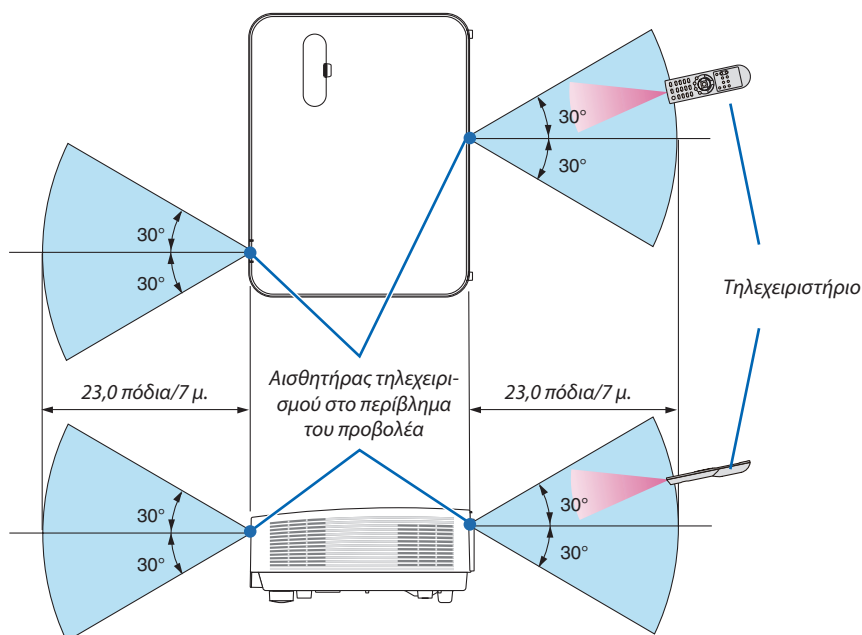 30°
30°
30°
30°
Τηλεχειριστήριο
23,0 πόδια/7 μ.
Αισθητήρας τηλεχειρι-
σμού στο περίβλημα
του προβολέα
23,0 πόδια/7 μ.
30°
30°
30°
30°